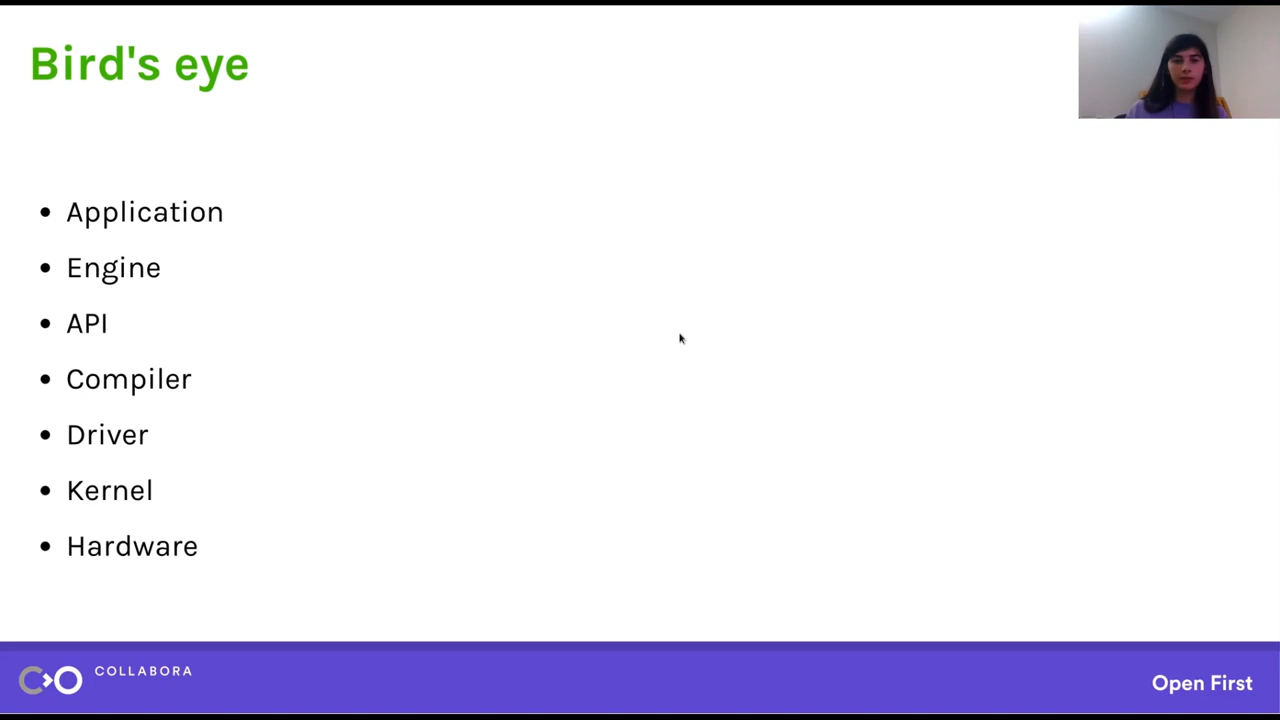 Bird's eye
Application
Engine
API
Compiler
Driver
Kernel
Hardware
COLLABORA
Open First